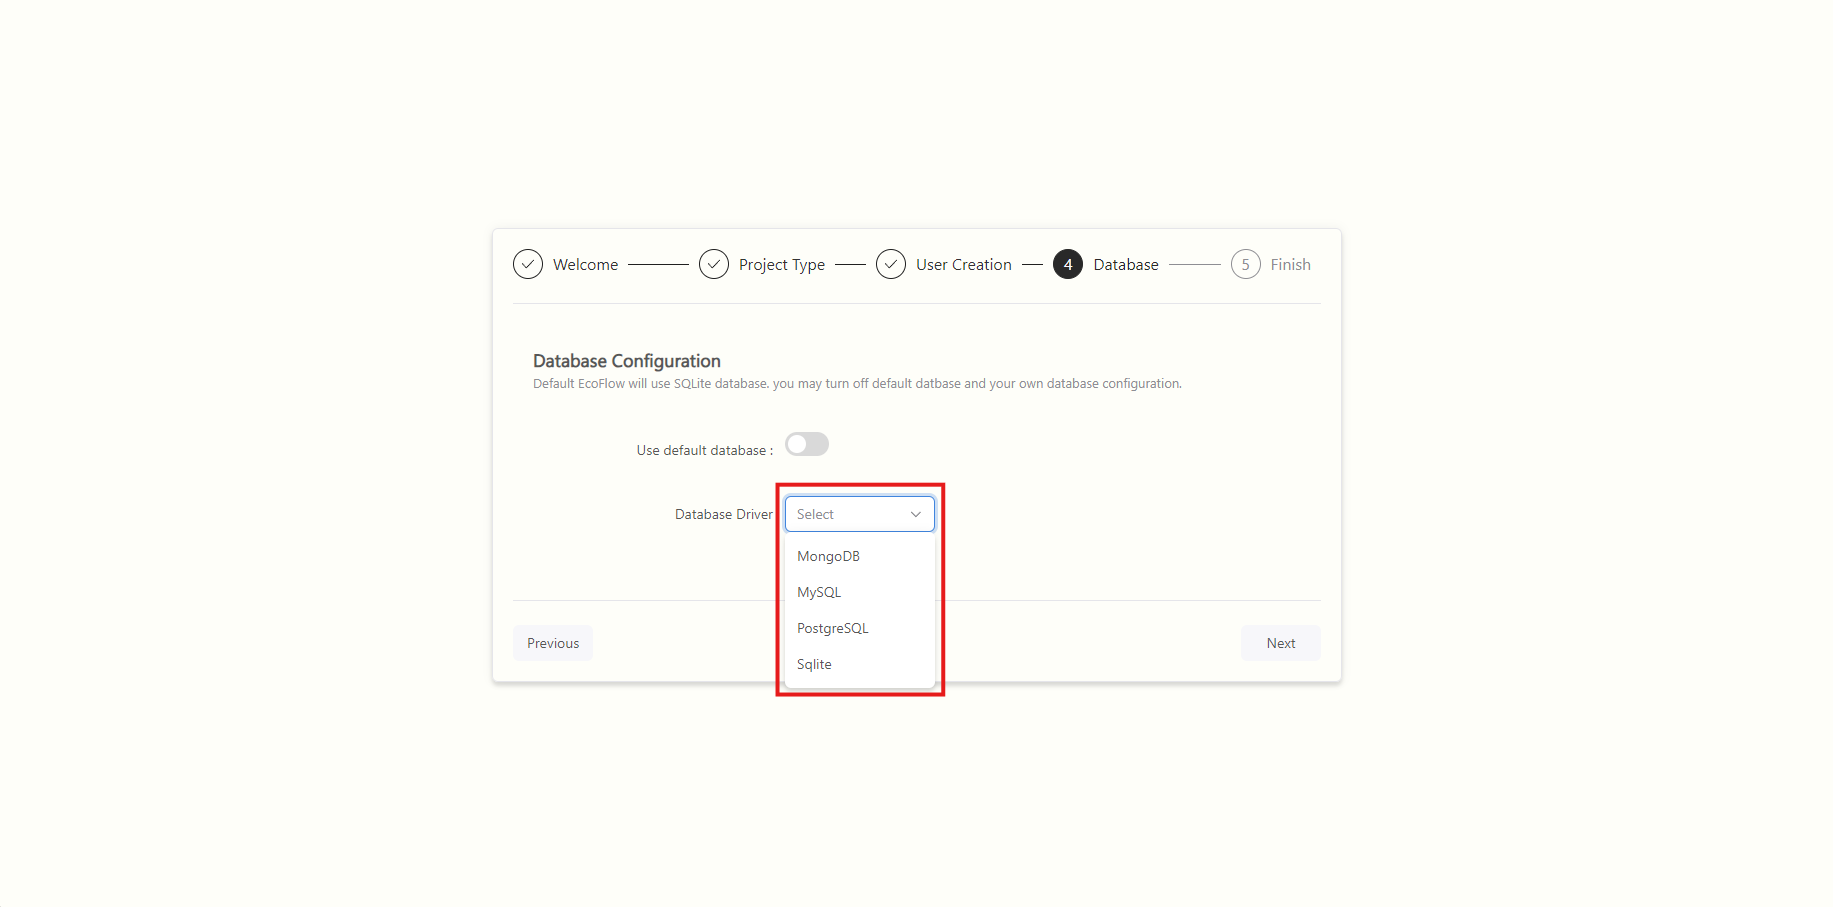 Welcome Project Type User Creation 4 Database 5 Finish
Database Configuration
Default EcoFlow will use SQLite database. you may turn off default datbase and your own database configuration.
Use default database :
Database Driver Select
MongoDB
MySQL
PostgreSQL
Sqlite
Previous Next